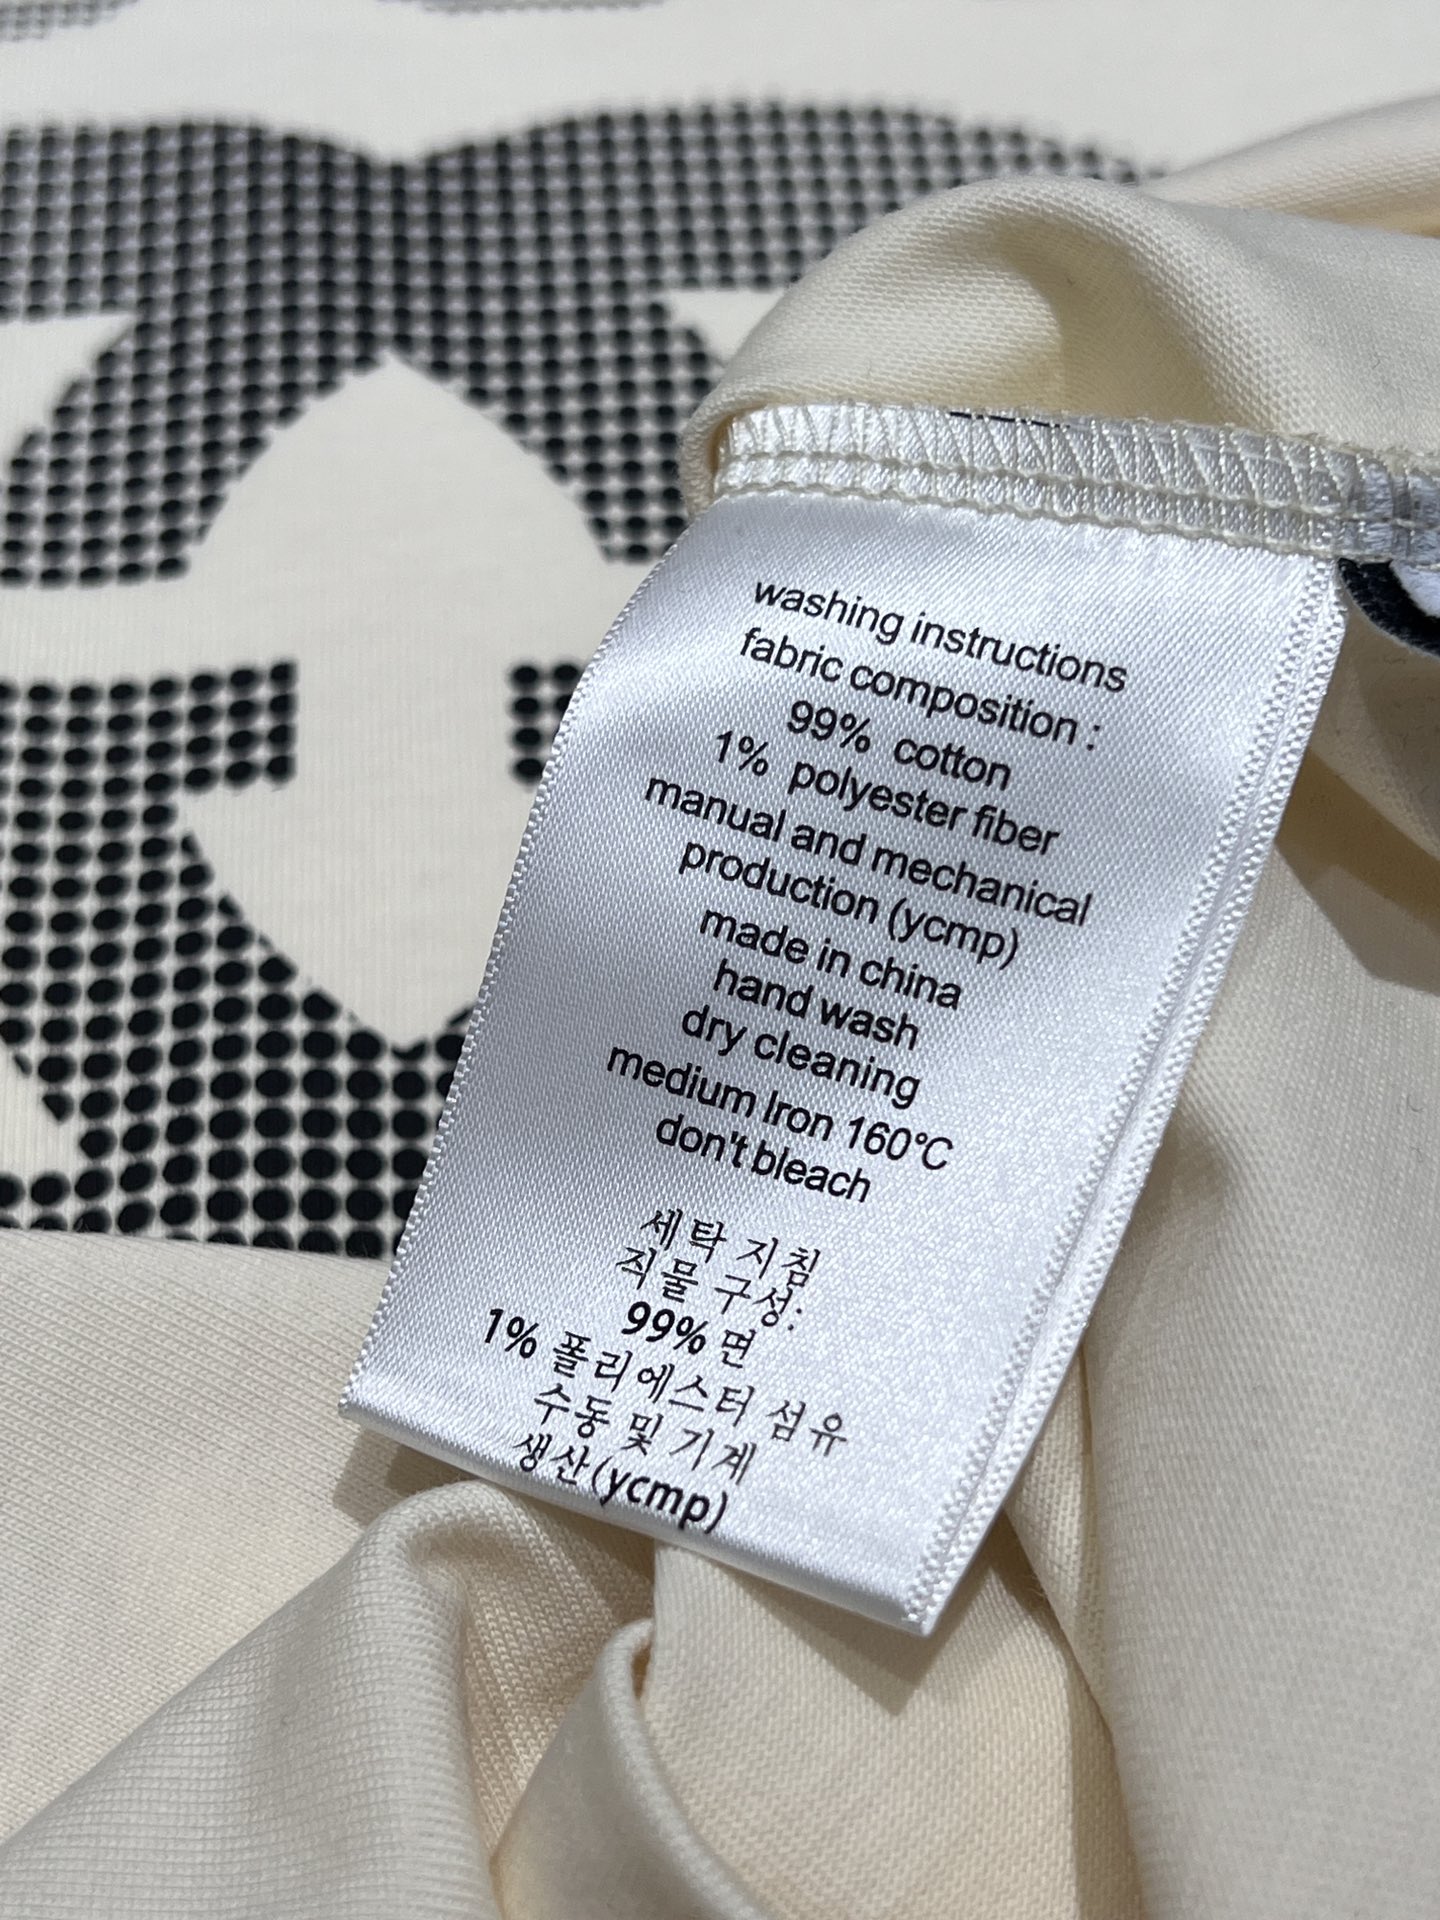 washing instructions
fabric composition :
99% cotton
1% polyester fiber
manual and mechanical
production (ycmp)
made in china
hand wash
dry cleaning
medium Iron 160°C
don't bleach
세탁 지침
직물 구성:
99% 면
1% 폴리에스터 섬유
수동 및 기계
생산(ycmp)